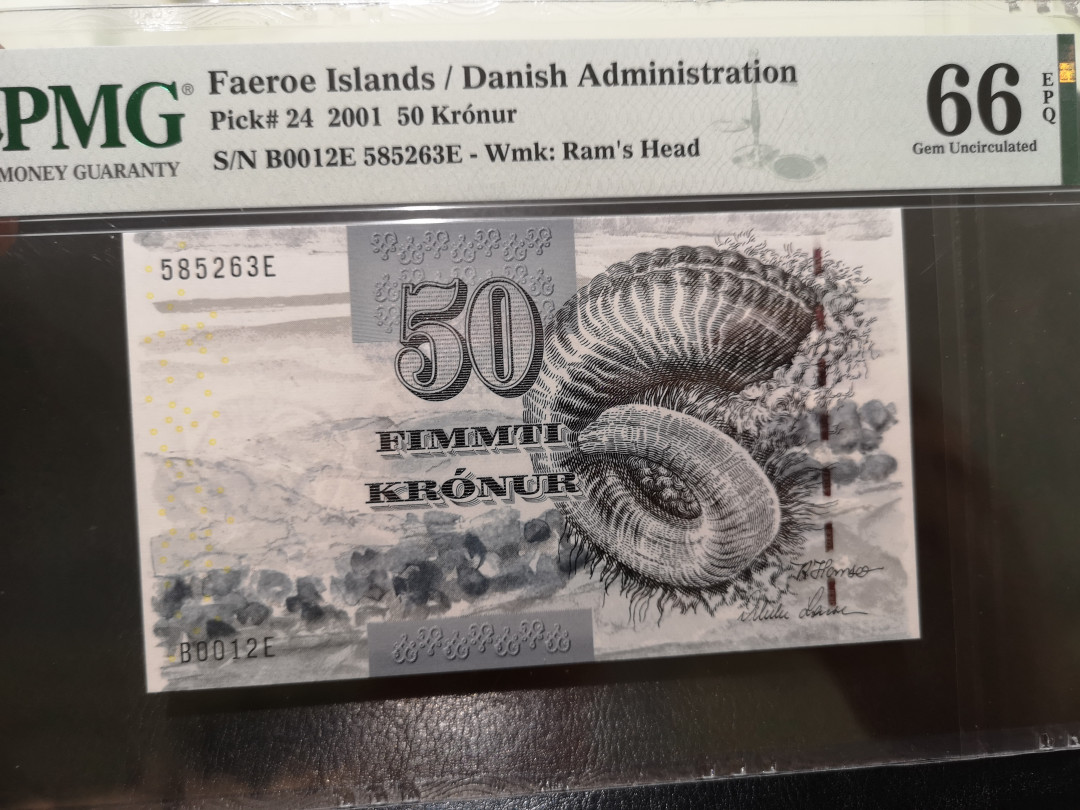 PMG®
MONEY GUARANTY
Faeroe Islands / Danish Administration
Pick# 24 2001 50 Krónur
S/N B0012E 585263E - Wmk: Ram's Head
66
EPQ
Gem Uncirculated
585263E
50
FIMMTI
KRÓNUR
B0012E